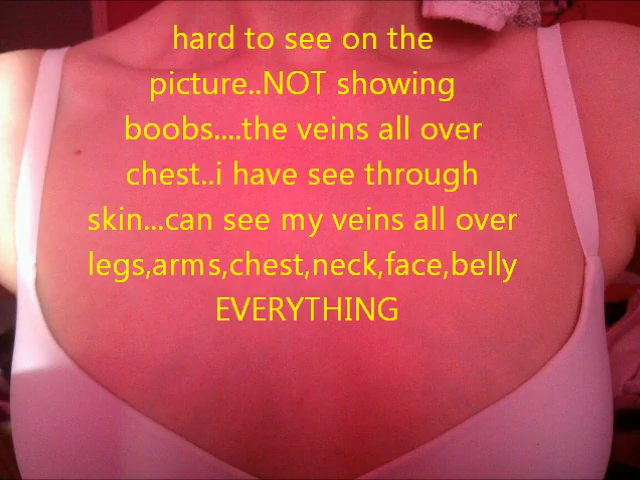 hard to see on the
picture..NOT showing
boobs....the veins all over
chest..i have see through
skin...can see my veins all over
legs,arms,chest,neck,face,belly
EVERYTHING